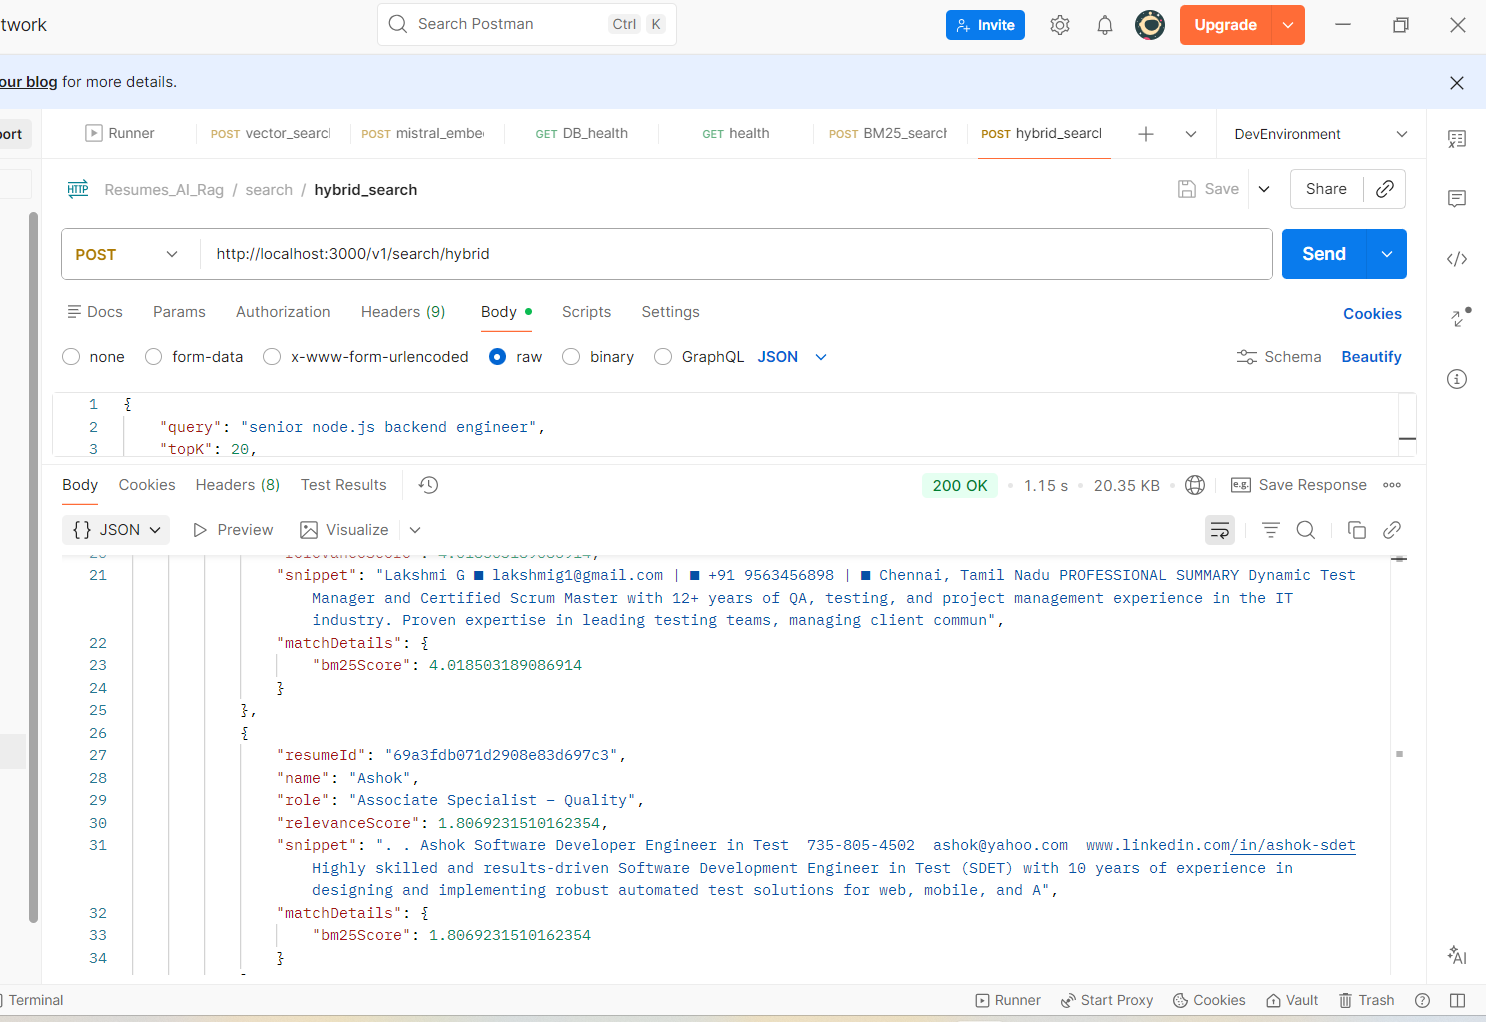 twork
Search Postman Ctrl K
Invite
Upgrade
our blog for more details.
port
Runner
POST vector_searc
POST mistral_embe
GET DB_health
GET health
POST BM25_search
POST hybrid_searcl
DevEnvironment
HTTP Resumes_AI_Rag / search / hybrid_search
Save
Share
POST http://localhost:3000/v1/search/hybrid
Send
Docs Params Authorization Headers (9) Body Scripts Settings
Cookies
none form-data x-www-form-urlencoded raw binary GraphQL JSON
Schema Beautify
1 {
2 "query": "senior node.js backend engineer",
3 "topK": 20,
Body Cookies Headers (8) Test Results
200 OK • 1.15 s • 20.35 KB • e.g. Save Response
{} JSON Preview Visualize
21 "snippet": "Lakshmi G ■ lakshmig1@gmail.com | ■ +91 9563456898 | ■ Chennai, Tamil Nadu PROFESSIONAL SUMMARY Dynamic Test
Manager and Certified Scrum Master with 12+ years of QA, testing, and project management experience in the IT
industry. Proven expertise in leading testing teams, managing client commun",
22 "matchDetails": {
23 "bm25Score": 4.018503189086914
24 }
25 },
26 {
27 "resumeId": "69a3fdb071d2908e83d697c3",
28 "name": "Ashok",
29 "role": "Associate Specialist – Quality",
30 "relevanceScore": 1.8069231510162354,
31 "snippet": ". . Ashok Software Developer Engineer in Test 735-805-4502 ashok@yahoo.com www.linkedin.com/in/ashok-sdet
Highly skilled and results-driven Software Development Engineer in Test (SDET) with 10 years of experience in
designing and implementing robust automated test solutions for web, mobile, and A",
32 "matchDetails": {
33 "bm25Score": 1.8069231510162354
34 }
AI
Terminal
Runner Start Proxy Cookies Vault Trash